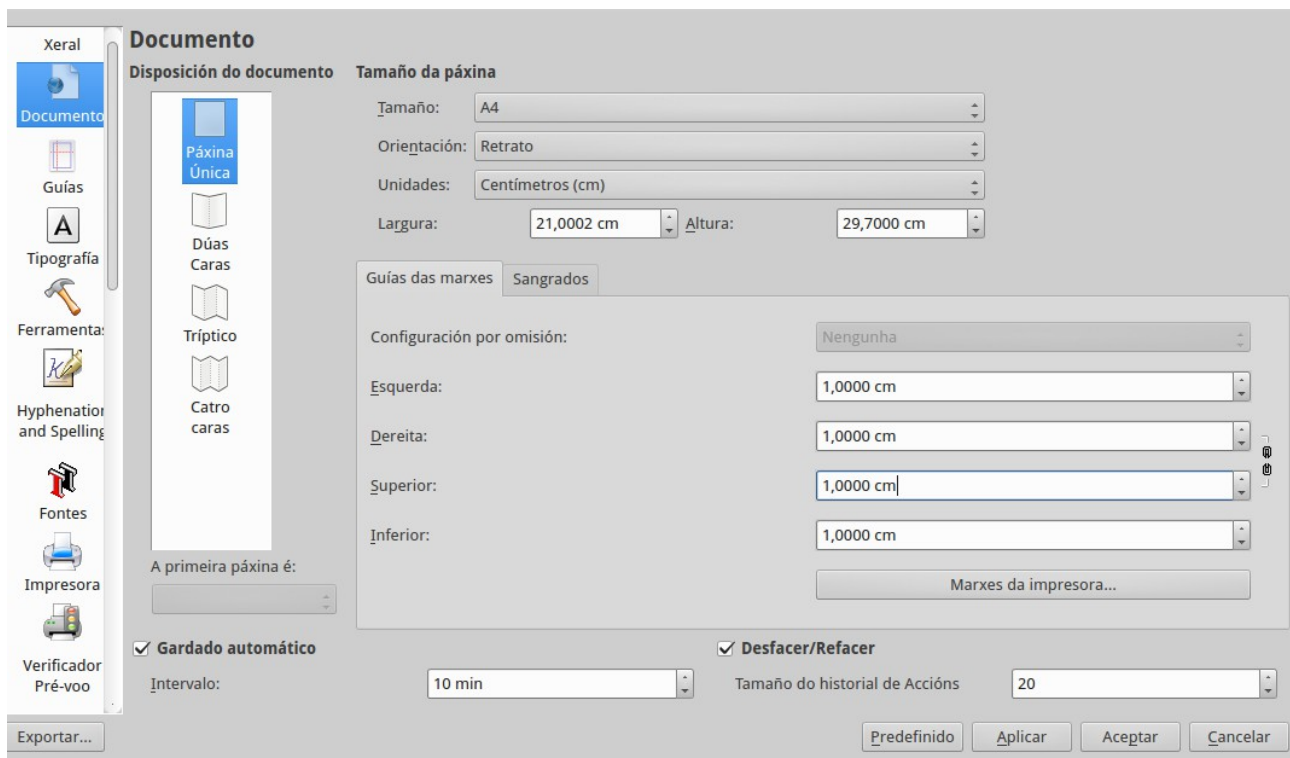 Xeral
Documento
Guías
Tipografía
Ferramentas
Hyphenation
and Spelling
Fontes
Impresora
Verificador
Pré-voo
Documento
Disposición do documento
Páxina
Única
Dúas
Caras
Tríptico
Catro
caras
A primeira páxina é:
Tamaño da páxina
Tamaño: A4
Orientación: Retrato
Unidades: Centímetros (cm)
Largura: 21,0002 cm Altura: 29,7000 cm
Guías das marxes Sangrados
Configuración por omisión: Nengunha
Esquerda: 1,0000 cm
Dereita: 1,0000 cm
Superior: 1,0000 cm
Inferior: 1,0000 cm
Marxes da impresora...
Gardado automático
Intervalo: 10 min
Desfacer/Refacer
Tamaño do historial de Accións 20
Exportar... Predefinido Aplicar Aceptar Cancelar